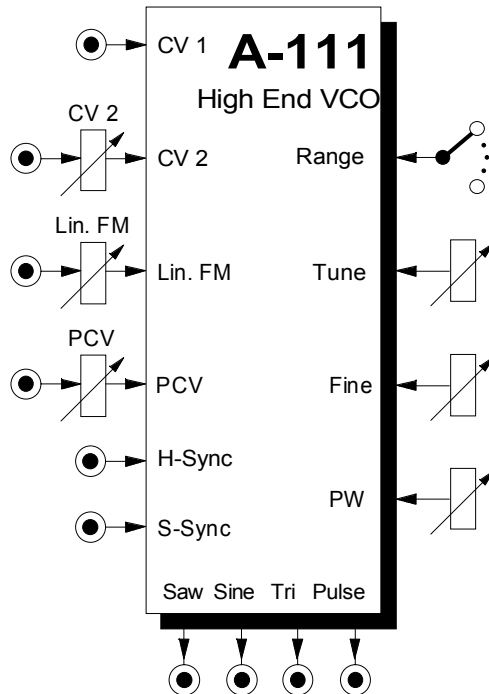 A-111
High End VCO
CV 1
CV 2
CV 2
Range
Lin. FM
Lin. FM
Tune
PCV
PCV
Fine
H-Sync
PW
S-Sync
Saw Sine Tri Pulse